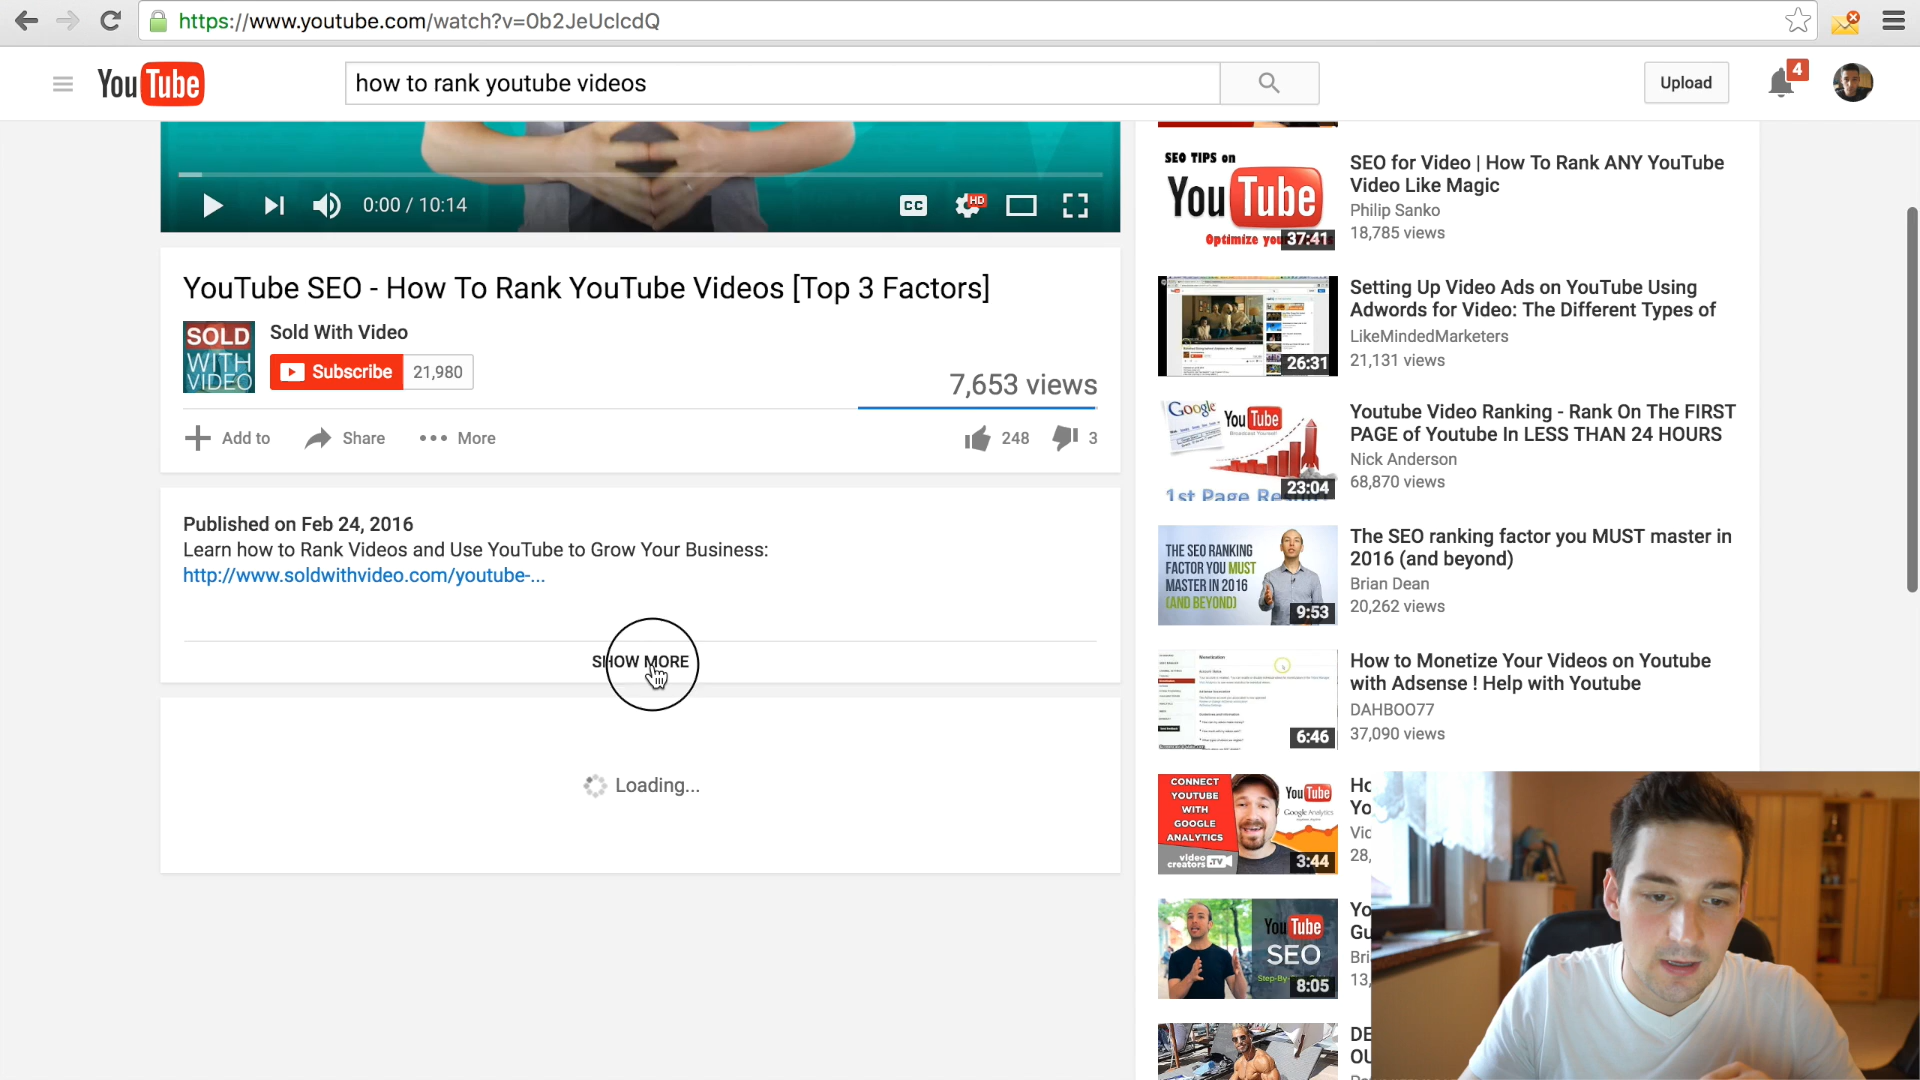 https://www.youtube.com/watch?v=0b2JeUclcdQ
YouTube
how to rank youtube videos
Upload
4
0:00 / 10:14
CC
HD
YouTube SEO - How To Rank YouTube Videos [Top 3 Factors]
SOLD
WITH
VIDEO
Sold With Video
Subscribe 21,980
7,653 views
Add to
Share
More
248
3
Published on Feb 24, 2016
Learn how to Rank Videos and Use YouTube to Grow Your Business:
http://www.soldwithvideo.com/youtube-...
SHOW MORE
Loading...
SEO TIPS on
YouTube
37:41
SEO for Video | How To Rank ANY YouTube
Video Like Magic
Philip Sanko
18,785 views
26:31
Setting Up Video Ads on YouTube Using
Adwords for Video: The Different Types of
LikeMindedMarketers
21,131 views
Google
YouTube
Broadcast Yourself
23:04
Youtube Video Ranking - Rank On The FIRST
PAGE of Youtube In LESS THAN 24 HOURS
Nick Anderson
68,870 views
THE SEO RANKING
FACTOR YOU MUST
MASTER IN 2016
(AND BEYOND)
9:53
The SEO ranking factor you MUST master in
2016 (and beyond)
Brian Dean
20,262 views
6:46
How to Monetize Your Videos on Youtube
with Adsense ! Help with Youtube
DAHBOO77
37,090 views
CONNECT
YOUTUBE
WITH
GOOGLE
ANALYTICS
video
creators.TV
YouTube
Google Analytics
3:44
YouTube
SEO
8:05